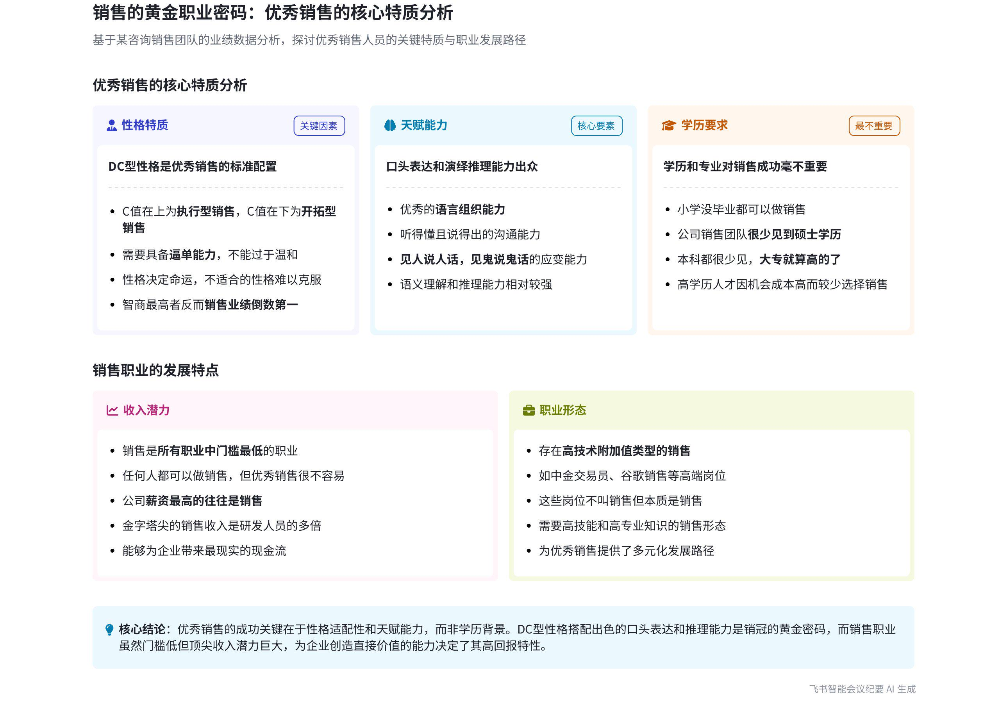 销售的黄金职业密码：优秀销售的核心特质分析
基于某咨询销售团队的业绩数据分析，探讨优秀销售人员的关键特质与职业发展路径
优秀销售的核心特质分析
性格特质
关键因素
DC型性格是优秀销售的标准配置
C值在上为执行型销售，C值在下为开拓型
销售
需要具备逼单能力，不能过于温和
性格决定命运，不适合的性格难以克服
智商最高者反而销售业绩倒数第一
天赋能力
核心要素
口头表达和演绎推理能力出众
优秀的语言组织能力
听得懂且说得出的沟通能力
见人说人话，见鬼说鬼话的应变能力
语义理解和推理能力相对较强
学历要求
最不重要
学历和专业对销售成功毫不重要
小学没毕业都可以做销售
公司销售团队很少见到硕士学历
本科都很少见，大专就算高的了
高学历人才因机会成本高而较少选择销售
销售职业的发展特点
收入潜力
销售是所有职业中门槛最低的职业
任何人都可以做销售，但优秀销售很不容易
公司薪资最高的往往是销售
金字塔尖的销售收入是研发人员的多倍
能够为企业带来最现实的现金流
职业形态
存在高技术附加值类型的销售
如中金交易员、谷歌销售等高端岗位
这些岗位不叫销售但本质是销售
需要高技能和高专业知识的销售形态
为优秀销售提供了多元化发展路径
核心结论：优秀销售的成功关键在于性格适配性和天赋能力，而非学历背景。DC型性格搭配出色的口头表达和推理能力是销冠的黄金密码，而销售职业
虽然门槛低但顶尖收入潜力巨大，为企业创造直接价值的能力决定了其高回报特性。
飞书智能会议纪要 AI 生成